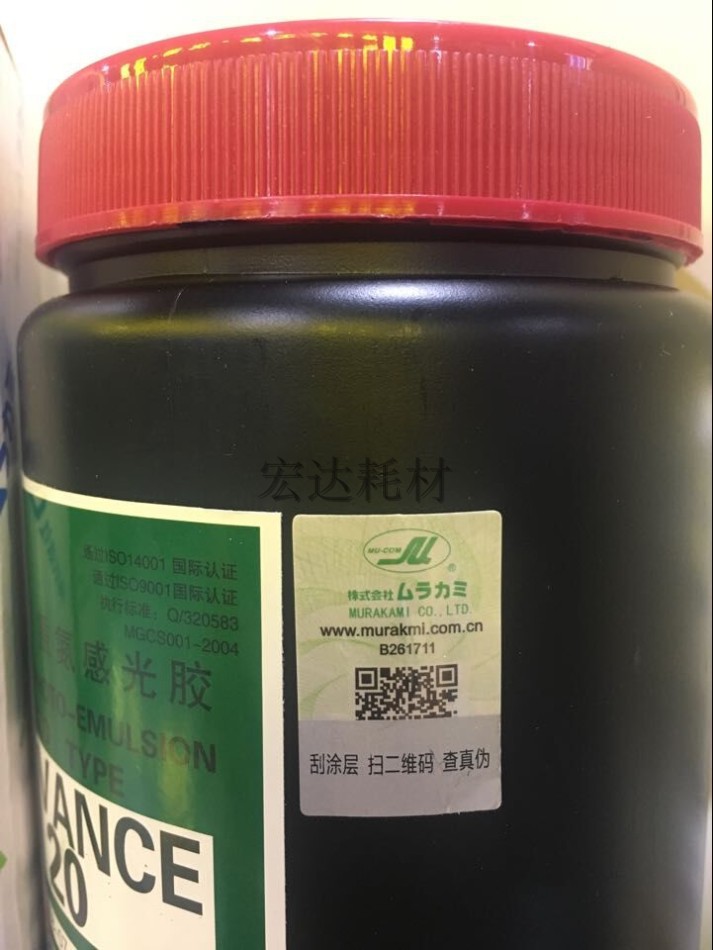 宏达耗材
通过ISO14001 国际认证
通过ISO9001国际认证
执行标准：Q/320583
MGCS001-2004
氮感光胶
-EMULSION
TYPE
VANCE
20
MU-COM
®
株式会社 ムラカミ
MURAKAMI CO., LTD.
www.murakmi.com.cn
B261711
刮涂层 扫二维码 查真伪